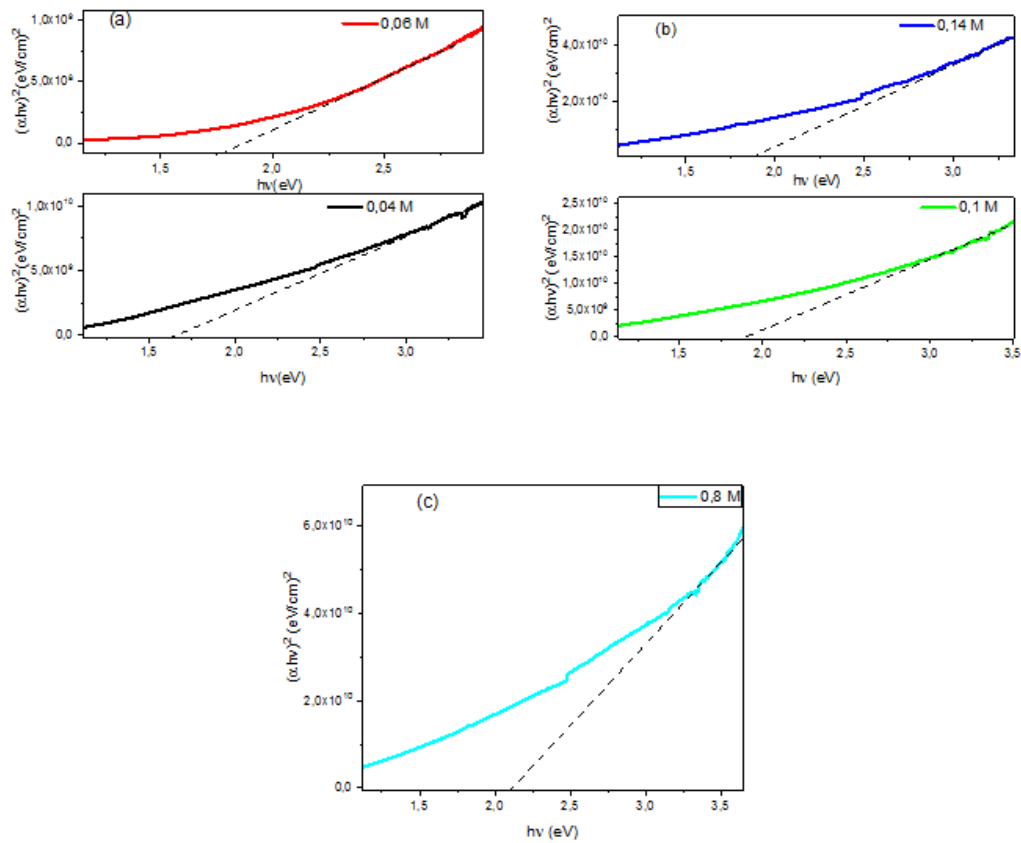 (a)
0,06 M
1,0x10⁹
5,0x10⁸
0,0
(αhν)² (eV/cm)²
1,5 2,0 2,5
hν(eV)
0,04 M
1,0x10¹⁰
5,0x10⁹
0,0
(αhν)² (eV/cm)²
1,5 2,0 2,5 3,0
hν(eV)
(b)
0,14 M
4,0x10¹⁰
2,0x10¹⁰
(αhν)² (eV/cm)²
1,5 2,0 2,5 3,0
hν (eV)
0,1 M
2,5x10¹⁰
2,0x10¹⁰
1,5x10¹⁰
1,0x10¹⁰
5,0x10⁹
0,0
(αhν)² (eV/cm)²
1,5 2,0 2,5 3,0 3,5
hν (eV)
(c)
0,8 M
6,0x10¹⁰
4,0x10¹⁰
2,0x10¹⁰
0,0
(αhν)² (eV/cm)²
1,5 2,0 2,5 3,0 3,5
hν (eV)